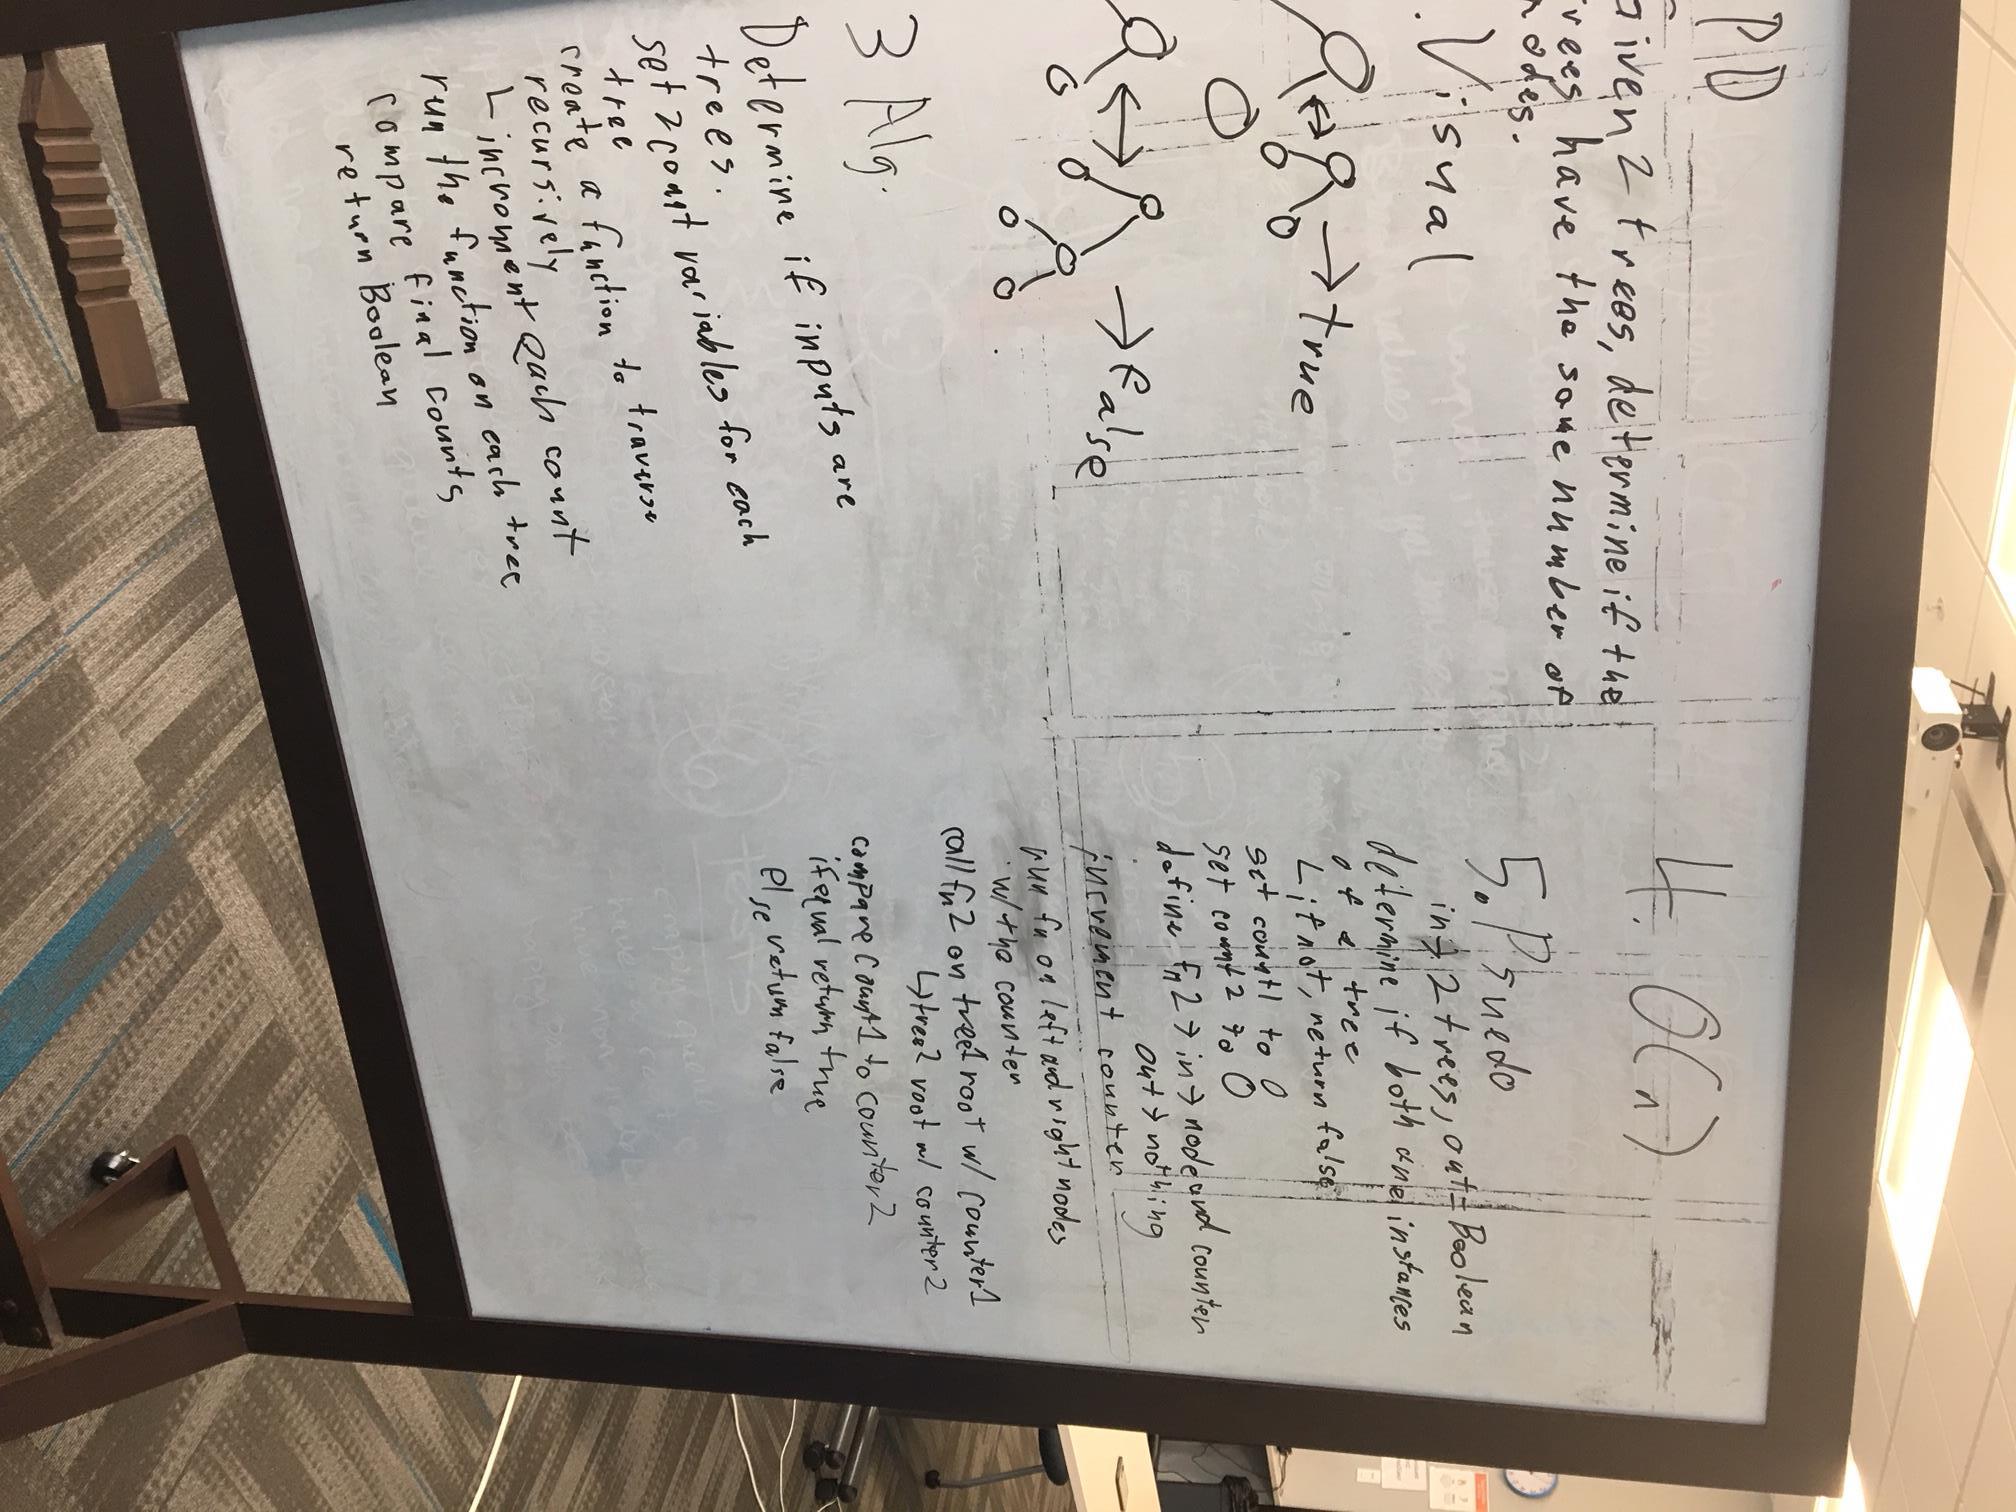 PD
Given 2 trees, determine if the
trees have the same number of
nodes.
. Visual
→ true
→ false
3 Alg.
Determine if inputs are
trees.
set 2 count variables for each
tree
create a function to traverse
recursively
L increment each count
run the function on each tree
compare final counts
return Boolean
4. O(n)
5. Psuedo
in → 2 trees, out = Boolean
determine if both are instances
of a tree
L if not, return false
set count1 to 0
set count2 to 0
define fn2 → in → node and counter
out → nothing
increment counter
run fn on left and right nodes
w/ the counter
call fn2 on tree1 root w/ counter1
↳ tree2 root w/ counter2
compare count1 to counter2
if equal return true
else return false